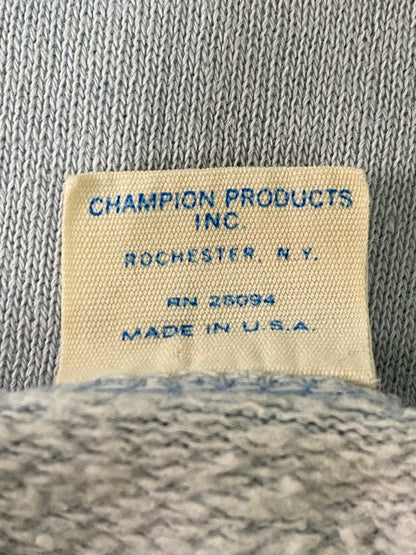 CHAMPION PRODUCTS
INC.
ROCHESTER, N.Y.
RN 26094
MADE IN U.S.A.